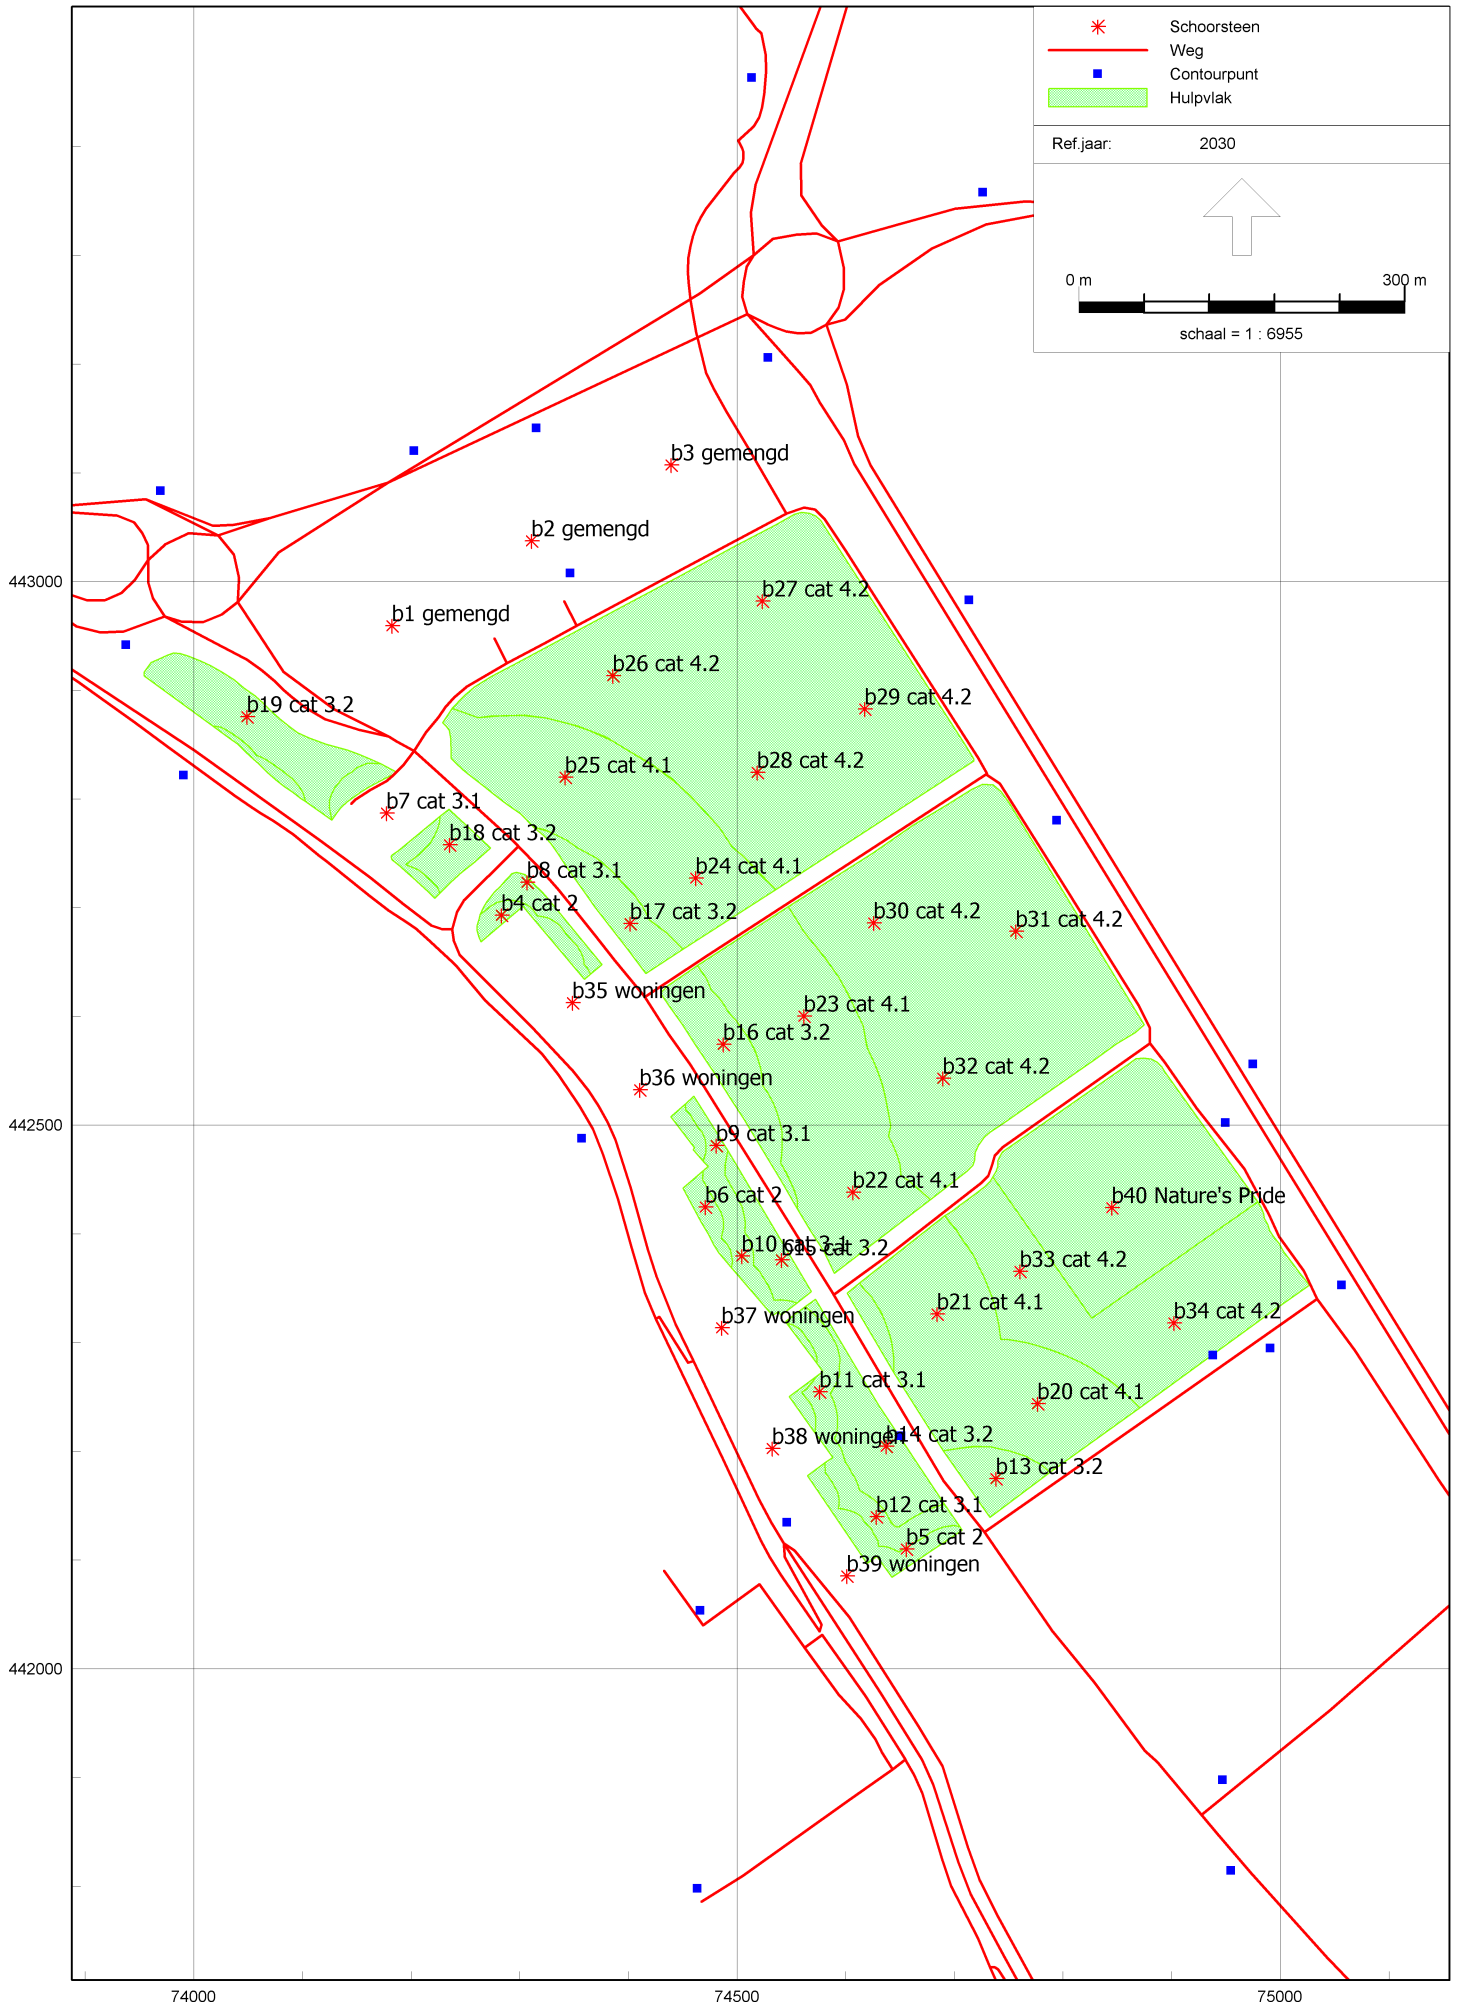 Schoorsteen
Weg
Contourpunt
Hulpvlak
Ref.jaar: 2030
0 m 300 m
schaal = 1 : 6955
b3 gemengd
b2 gemengd
443000
b27 cat 4.2
b1 gemengd
b26 cat 4.2
b29 cat 4.2
b19 cat 3.2
b28 cat 4.2
b25 cat 4.1
b7 cat 3.1
b18 cat 3.2
b8 cat 3.1
b24 cat 4.1
b4 cat 2
b17 cat 3.2
b30 cat 4.2
b31 cat 4.2
b35 woningen
b23 cat 4.1
b16 cat 3.2
b36 woningen
b32 cat 4.2
442500
b9 cat 3.1
b6 cat 2
b22 cat 4.1
b40 Nature's Pride
b10 cat 3.1
b15 cat 3.2
b33 cat 4.2
b37 woningen
b21 cat 4.1
b34 cat 4.2
b11 cat 3.1
b20 cat 4.1
b38 woningen
b14 cat 3.2
b13 cat 3.2
b12 cat 3.1
b5 cat 2
b39 woningen
442000
74000 74500 75000